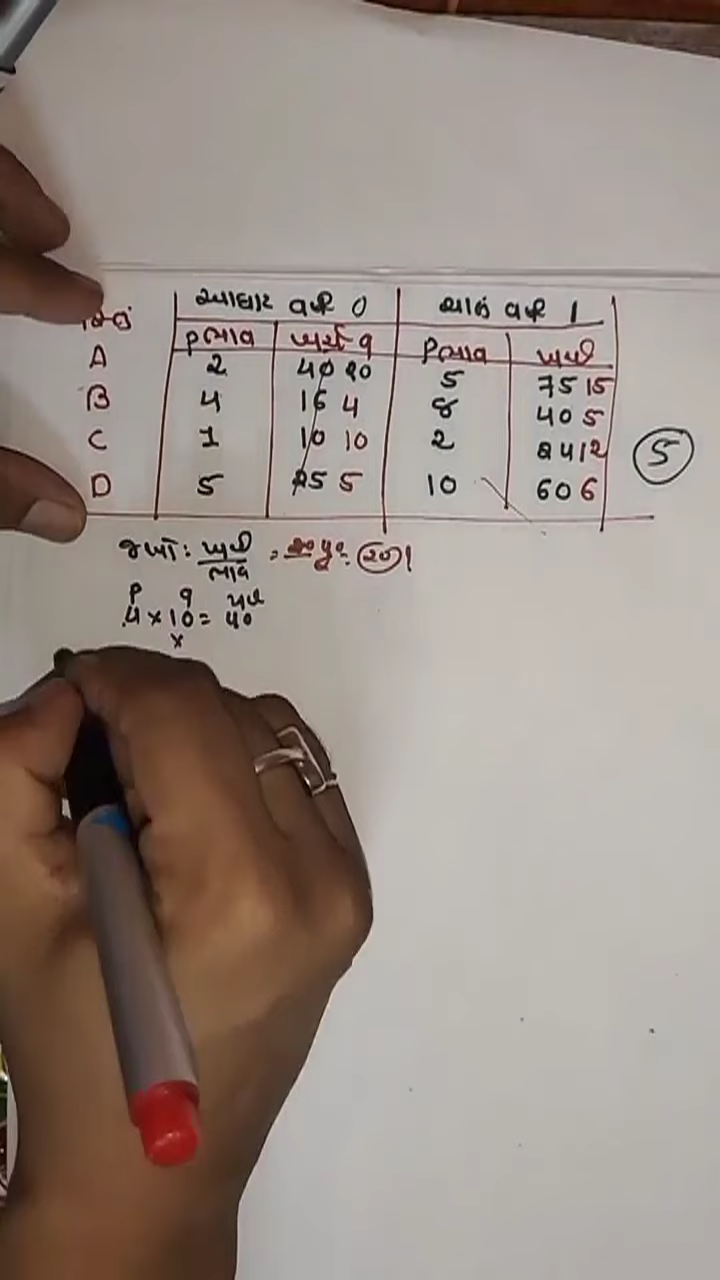 આધાર વર્ષ 0 ચાલુ વર્ષ 1
P ભાવ ખર્ચ q P ભાવ ખર્ચ
A 2 40 20 5 75 15
B 4 16 4 8 40 5
C 1 10 10 2 24 12
D 5 25 5 10 60 6
5
જથ્થો : ખર્ચ =
ભાવ
p q ખર્ચ
4 × 10 = 40
x